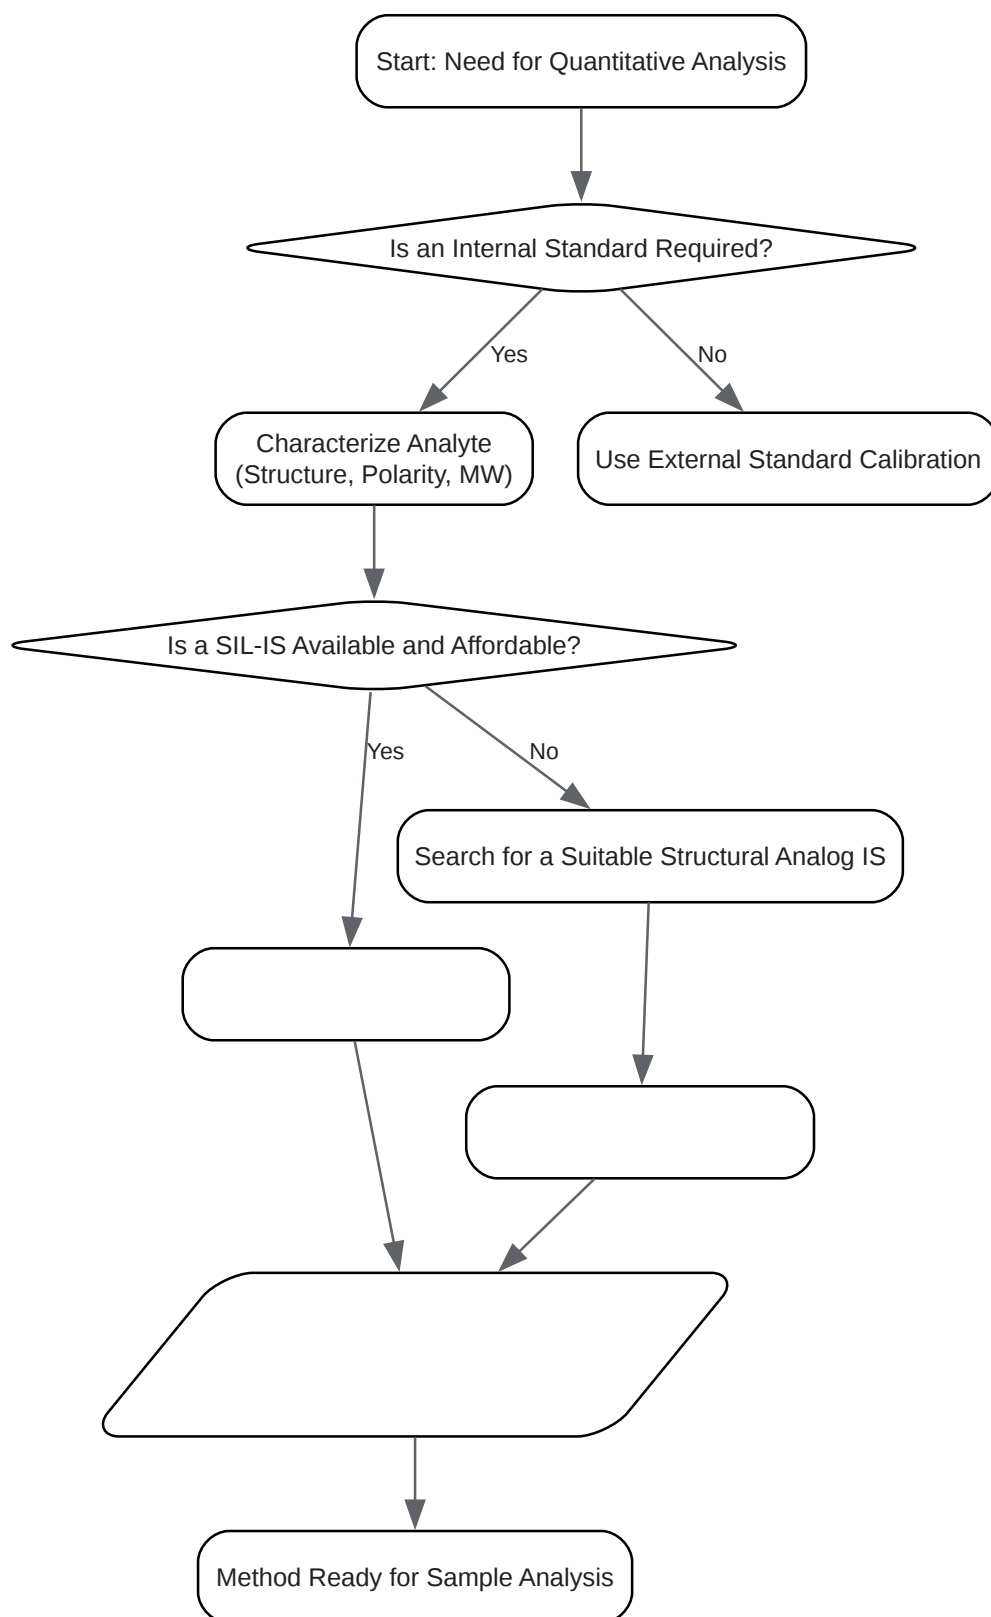 Start: Need for Quantitative Analysis
Is an Internal Standard Required?
Yes
No
Characterize Analyte
(Structure, Polarity, MW)
Use External Standard Calibration
Is a SIL-IS Available and Affordable?
Yes
No
Search for a Suitable Structural Analog IS
Method Ready for Sample Analysis